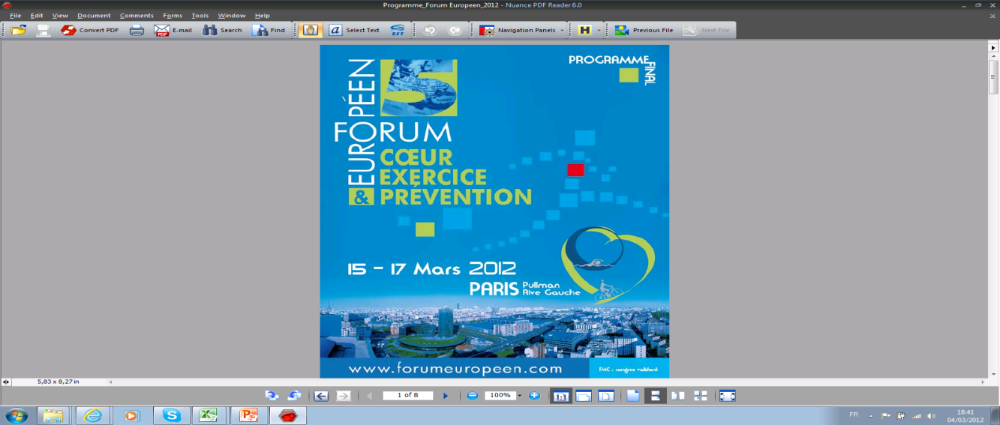 Programme_Forum Europeen_2012 - Nuance PDF Reader 6.0
File Edit View Document Comments Forms Tools Window Help
Convert PDF E-mail Search Find Select Text Navigation Panels Previous File Next File
PROGRAMME
FINAL
5
EUROPÉEN
FORUM
CŒUR
EXERCICE
& PRÉVENTION
15 - 17 Mars 2012
PARIS Pullman
Rive Gauche
www.forumeuropeen.com
FMC : congrès validant
5,83 x 8,27 in
1 of 8 100% 1:1
FR 18:41
04/03/2012